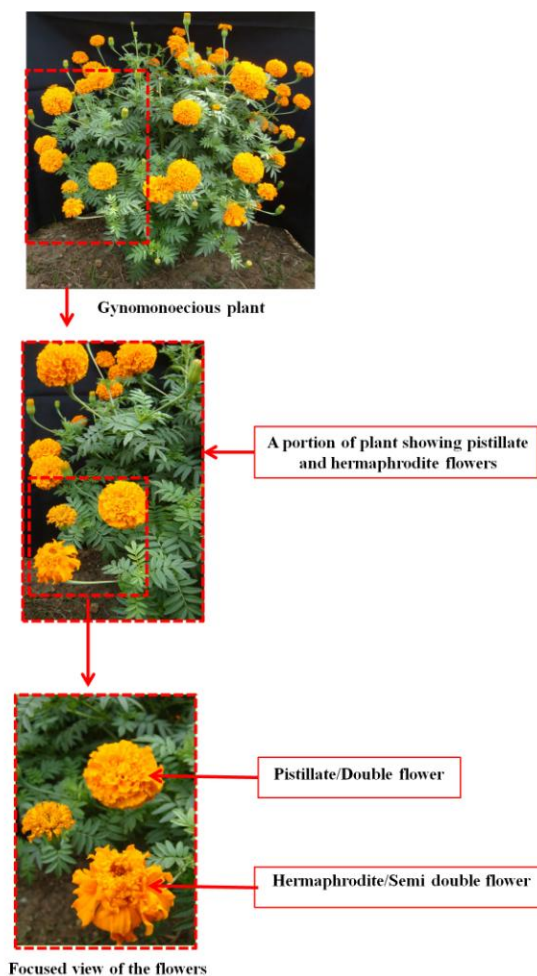 Gynomonoecious plant
A portion of plant showing pistillate
and hermaphrodite flowers
Pistillate/Double flower
Hermaphrodite/Semi double flower
Focused view of the flowers